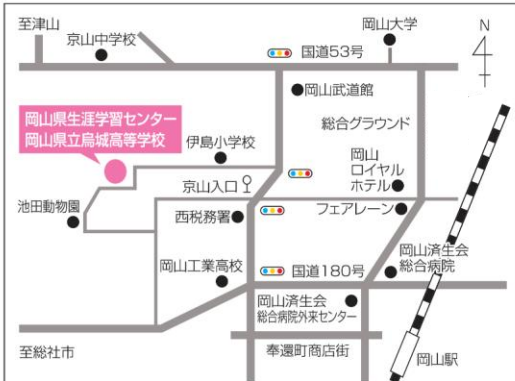 至津山
京山中学校
国道53号
岡山大学
N
岡山武道館
岡山県生涯学習センター
岡山県立烏城高等学校
伊島小学校
総合グラウンド
岡山
ロイヤル
ホテル
京山入口
池田動物園
西税務署
フェアレーン
岡山工業高校
国道180号
岡山済生会
総合病院
岡山済生会
総合病院外来センター
至総社市
奉還町商店街
岡山駅